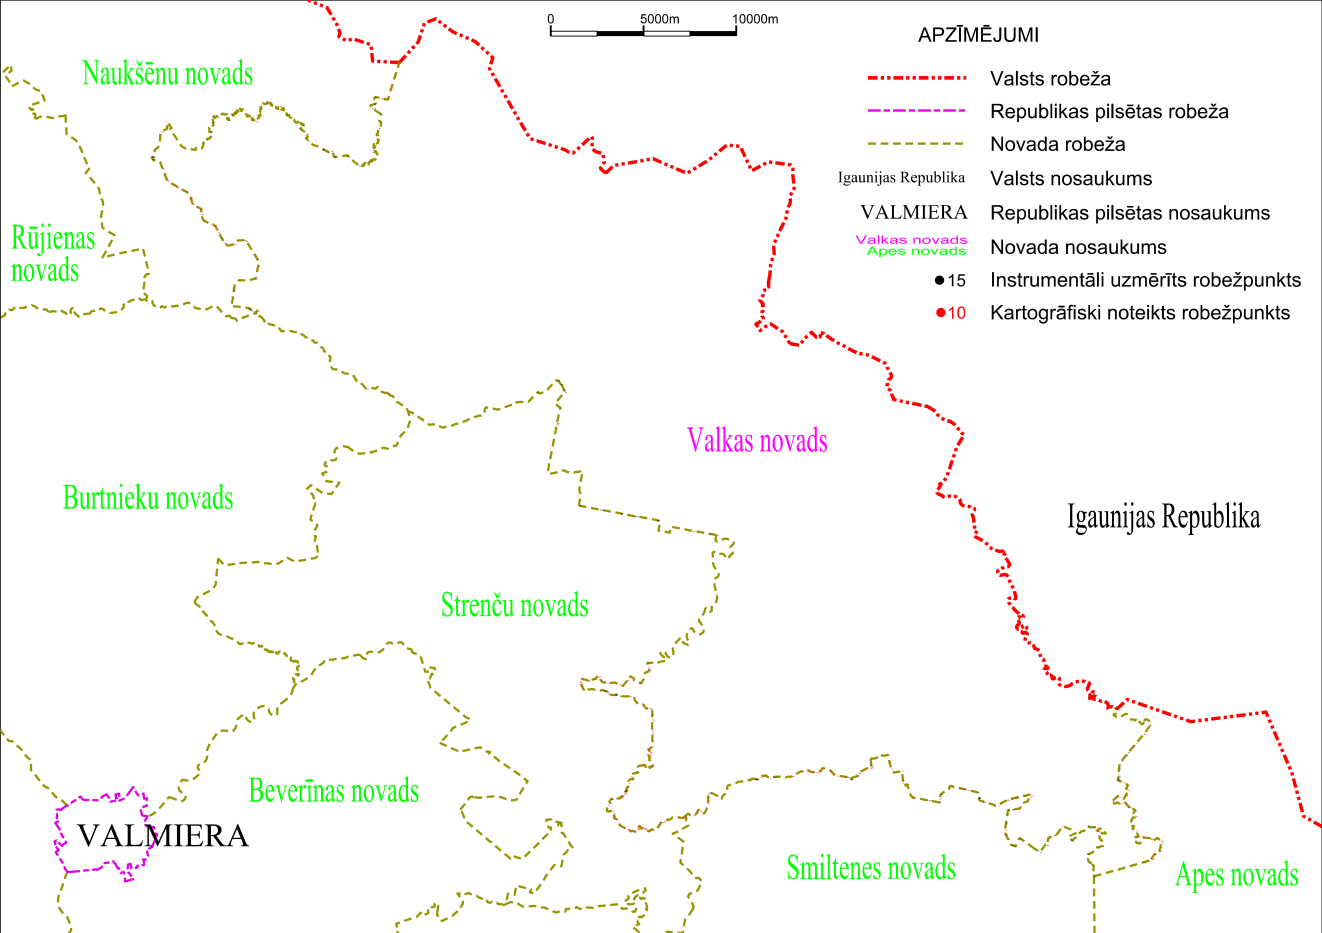 0 5000m 10000m
APZĪMĒJUMI
Valsts robeža
Republikas pilsētas robeža
Novada robeža
Igaunijas Republika Valsts nosaukums
VALMIERA Republikas pilsētas nosaukums
Valkas novads
Apes novads
Novada nosaukums
15 Instrumentāli uzmērīts robežpunkts
10 Kartogrāfiski noteikts robežpunkts
Naukšēnu novads
Rūjienas
novads
Valkas novads
Burtnieku novads
Igaunijas Republika
Strenču novads
Beverīnas novads
VALMIERA
Smiltenes novads
Apes novads